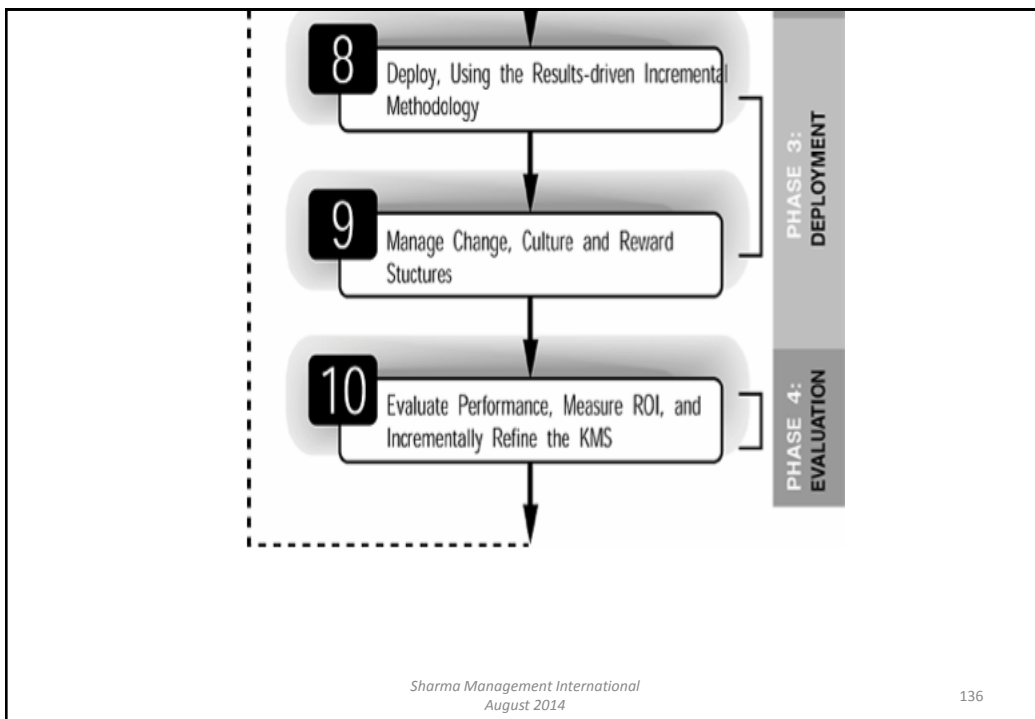 8
Deploy, Using the Results-driven Incremental
Methodology
9
Manage Change, Culture and Reward
Stuctures
10
Evaluate Performance, Measure ROI, and
Incrementally Refine the KMS
PHASE 3:
DEPLOYMENT
PHASE 4:
EVALUATION
Sharma Management International
August 2014
136